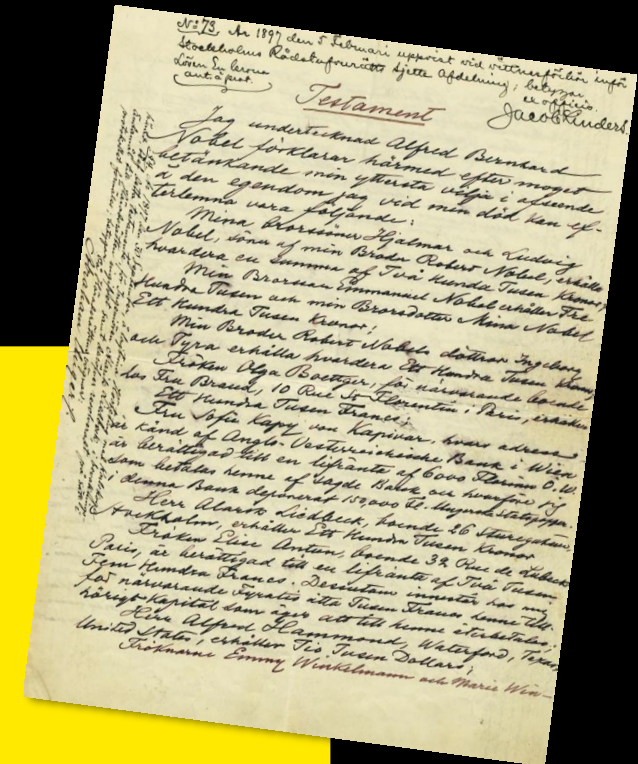 No 73, År 1897 den 5 Februari uppvist vid vittnesförhör inför
Stockholms Rådstufvurätts sjette afdelning; betygar
ex officio.
Jacob Linders.
Lösen En krona
Testament
Jag undertecknad Alfred Bernhard
Nobel förklarar härmed efter moget
betänkande min yttersta vilja i afseende
å den egendom jag vid min död kan ef-
terlemna vara följande:
Mina Brorsöner Hjalmar och Ludvig
Nobel, söner af min Broder Robert Nobel, erhålla
hvardera en summa af Två Hundra Tusen Kronor;
Min Brorson Emmanuel Nobel erhåller Tre
Hundra Tusen och min Brorsdotter Mina Nobel
Ett Hundra Tusen Kronor;
Min Broder Robert Nobels döttrar Ingeborg
och Tyra erhålla hvardera Ett Hundra Tusen Kronor;
Fröken Olga Boettger, för närvarande boende
hos Fru Brand, 10 Rue St Florentin i Paris, erhåller
Ett Hundra Tusen Francs;
Fru Sofie Kapy von Kapivar, hvars adress
är känd af Anglo-Oesterreichische Bank i Wien
är berättigad till en lifränta af 6000 Florins Ö.W.
som betalas henne af sagde Bank och hvarföre jag
i denna Bank deponerat 150,000 fl. i Ungerska statspapper.
Herr Alarik Liedbeck, boende 26 Sturegatan,
Stockholm, erhåller Ett Hundra Tusen Kronor
Fröken Elise Antun, boende 32 Rue de Lubeck
Paris, är berättigad till en lifränta af Två Tusen
Fem Hundra Francs. Dessutom innestår hos mig
för närvarande Fyratio åtta Tusen Francs henne till-
hörigt Kapital som äger att till henne återbetalas;
Herr Alfred Hammond, Waterford, Texas,
United States, erhåller Tio Tusen Dollars;
Fröknarne Emmy Winkelmann och Marie Win-